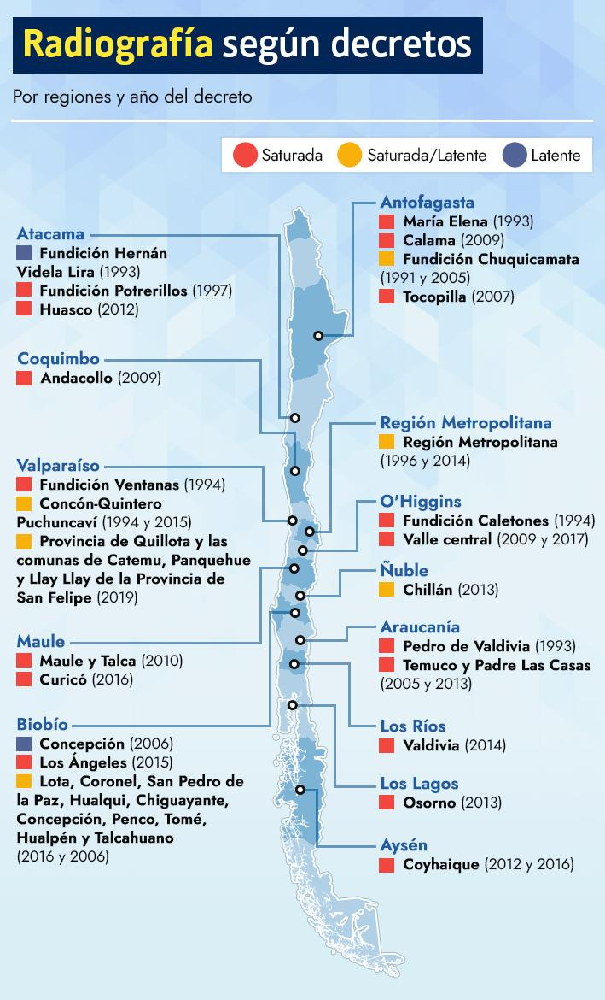 Radiografía según decretos
Por regiones y año del decreto
Saturada
Saturada/Latente
Latente
Atacama
Fundición Hernán
Videla Lira (1993)
Fundición Potrerillos (1997)
Huasco (2012)
Coquimbo
Andacollo (2009)
Valparaíso
Fundición Ventanas (1994)
Concón-Quintero
Puchuncaví (1994 y 2015)
Provincia de Quillota y las
comunas de Catemu, Panquehue
y Llay Llay de la Provincia de
San Felipe (2019)
Maule
Maule y Talca (2010)
Curicó (2016)
Biobío
Concepción (2006)
Los Ángeles (2015)
Lota, Coronel, San Pedro de
la Paz, Hualqui, Chiguayante,
Concepción, Penco, Tomé,
Hualpén y Talcahuano
(2016 y 2006)
Antofagasta
María Elena (1993)
Calama (2009)
Fundición Chuquicamata
(1991 y 2005)
Tocopilla (2007)
Región Metropolitana
Región Metropolitana
(1996 y 2014)
O'Higgins
Fundición Caletones (1994)
Valle central (2009 y 2017)
Ñuble
Chillán (2013)
Araucanía
Pedro de Valdivia (1993)
Temuco y Padre Las Casas
(2005 y 2013)
Los Ríos
Valdivia (2014)
Los Lagos
Osorno (2013)
Aysén
Coyhaique (2012 y 2016)